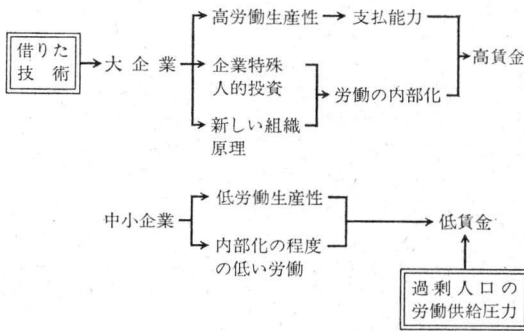 借りた
技術
大企業
高労働生産性
支払能力
企業特殊
人的投資
新しい組織
原理
労働の内部化
高賃金
中小企業
低労働生産性
内部化の程度
の低い労働
低賃金
過剰人口の
労働供給圧力